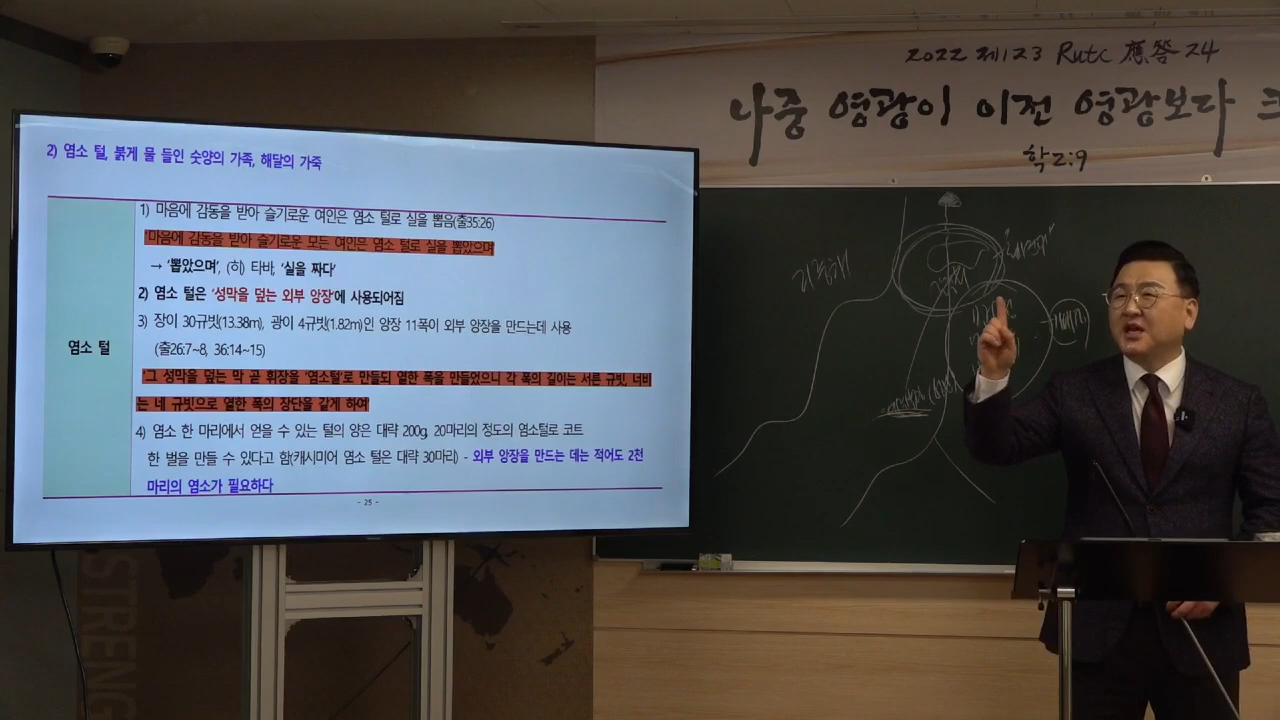 2022 제123 Rutc 應答 24
나중 영광이 이전 영광보다 크
학2:9
2) 염소 털, 붉게 물 들인 숫양의 가족, 해달의 가죽
염소 털
1) 마음에 감동을 받아 슬기로운 여인은 염소 털로 실을 뽑음(출35:26)
'마음에 감동을 받아 슬기로운 모든 여인은 염소 털로 실을 뽑았으며
→ '뽑았으며', (히) 타바, '실을 짜다'
2) 염소 털은 '성막을 덮는 외부 앙장'에 사용되어짐
3) 장이 30규빗(13.38m), 광이 4규빗(1.82m)인 앙장 11폭이 외부 앙장을 만드는데 사용
(출26:7~8, 36:14~15)
'그 성막을 덮는 막 곧 휘장을 '염소털'로 만들되 열한 폭을 만들었으니 각 폭의 길이는 서른 규빗, 너비
는 네 규빗으로 열한 폭의 장단을 같게 하여'
4) 염소 한 마리에서 얻을 수 있는 털의 양은 대략 200g, 20마리의 정도의 염소털로 코트
한 벌을 만들 수 있다고 함(캐시미어 염소 털은 대략 30마리) - 외부 앙장을 만드는 데는 적어도 2천
마리의 염소가 필요하다
- 25 -
STRENG